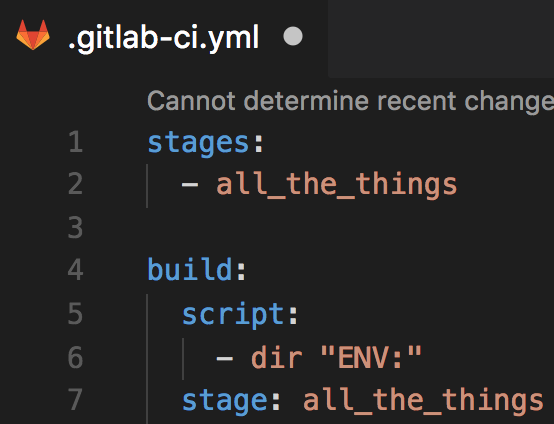 .gitlab-ci.yml
Cannot determine recent change
1 stages:
2 - all_the_things
3
4 build:
5 script:
6 - dir "ENV:"
7 stage: all_the_things